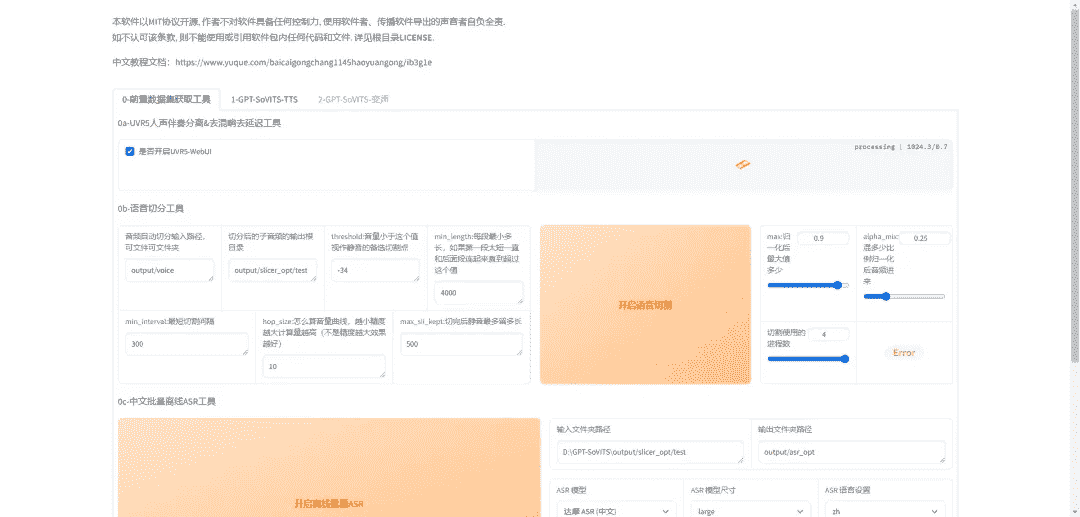 本软件以MIT协议开源, 作者不对软件具备任何控制力, 使用软件者、传播软件导出的声音者自负全责.
如不认可该条款, 则不能使用或引用软件包内任何代码和文件. 详见根目录LICENSE.
中文教程文档：https://www.yuque.com/baicaigongchang1145haoyuangong/ib3g1e
0-前置数据集获取工具
1-GPT-SoVITS-TTS
2-GPT-SoVITS-变声
0a-UVR5人声伴奏分离&去混响去延迟工具
是否开启UVR5-WebUI
processing | 1024.3/0.7
0b-语音切分工具
音频自动切分输入路径，
可文件可文件夹
output/voice
切分后的子音频的输出根
目录
output/slicer_opt/test
threshold:音量小于这个值
视作静音的备选切割点
-34
min_length:每段最小多
长，如果第一段太短一直
和后面段连起来直到超过
这个值
4000
min_interval:最短切割间隔
300
hop_size:怎么算音量曲线，越小精度
越大计算量越高（不是精度越大效果
越好）
10
max_sil_kept:切完后静音最多留多长
500
开启语音切割
max:归
一化后
最大值
多少
0.9
alpha_mix:
混多少比
例归一化
后音频进
来
0.25
切割使用的
进程数
4
Error
0c-中文批量离线ASR工具
开启离线批量ASR
输入文件夹路径
D:\GPT-SoVITS\output/slicer_opt/test
输出文件夹路径
output/asr_opt
ASR 模型
达摩 ASR (中文)
ASR 模型尺寸
large
ASR 语言设置
zh